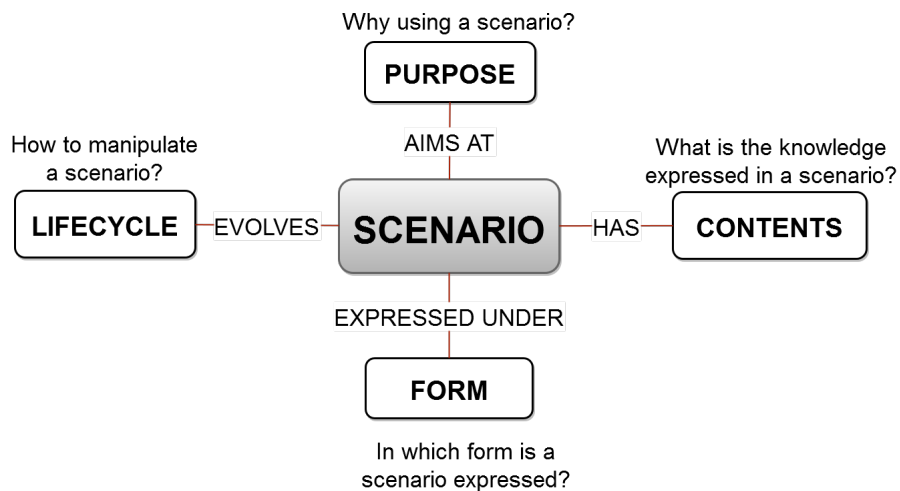 Why using a scenario?
PURPOSE
AIMS AT
How to manipulate
a scenario?
LIFECYCLE
EVOLVES
SCENARIO
HAS
What is the knowledge
expressed in a scenario?
CONTENTS
EXPRESSED UNDER
FORM
In which form is a
scenario expressed?